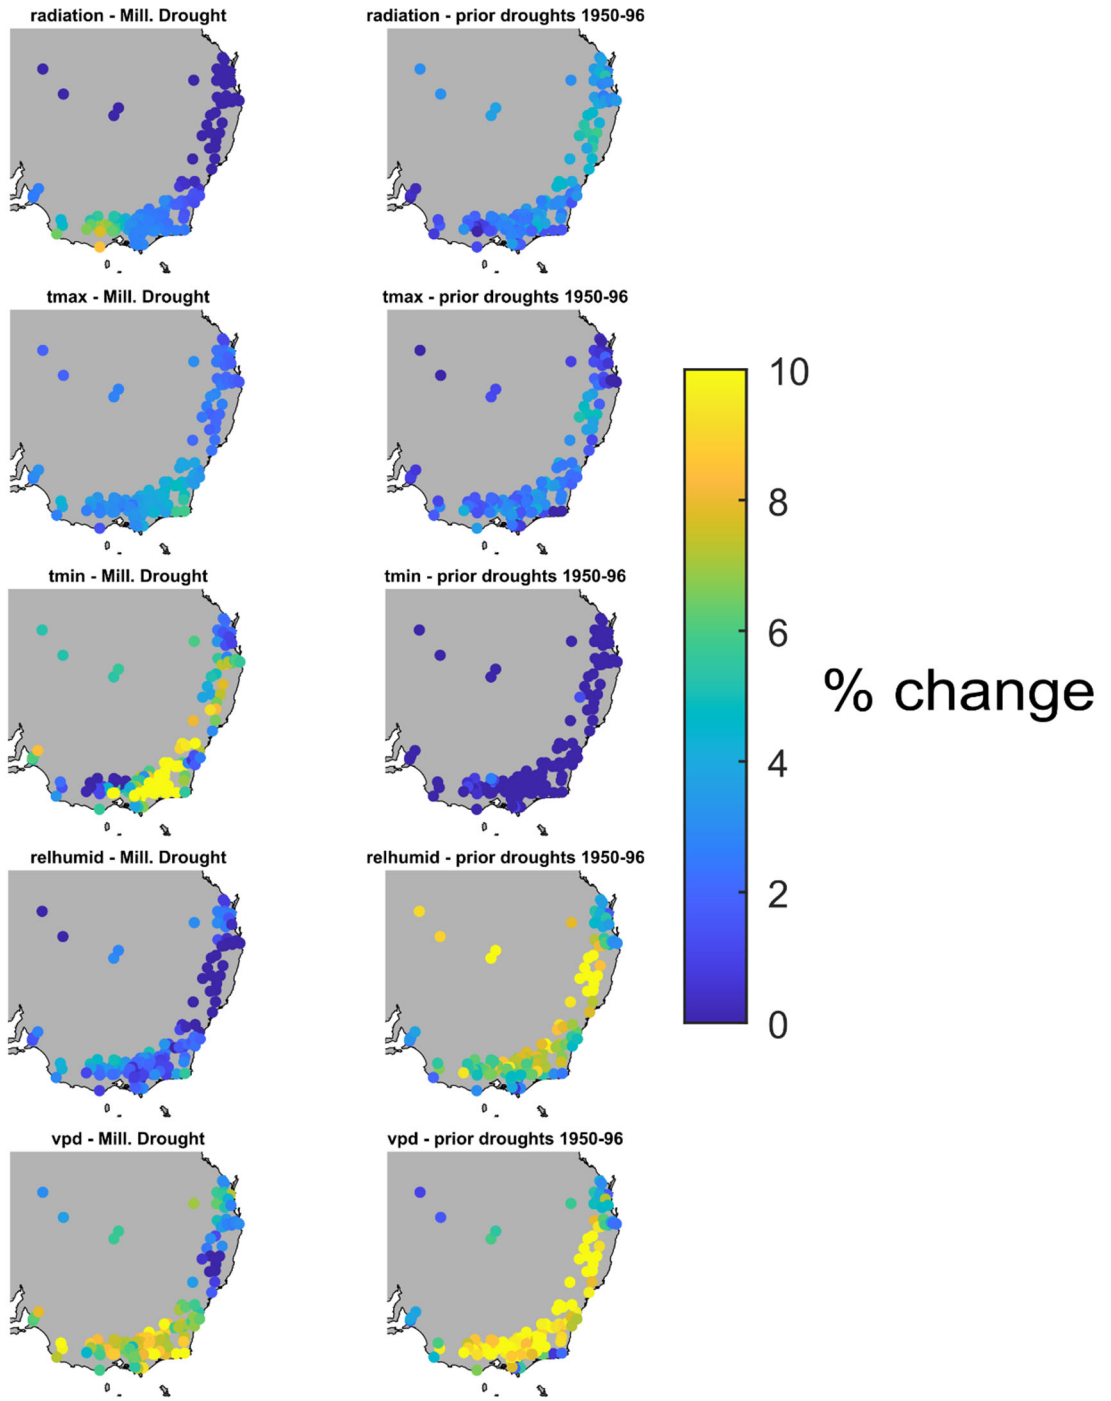 radiation - Mill. Drought
radiation - prior droughts 1950-96
tmax - Mill. Drought
tmax - prior droughts 1950-96
10
8
6
4
2
0
% change
tmin - Mill. Drought
tmin - prior droughts 1950-96
relhumid - Mill. Drought
relhumid - prior droughts 1950-96
vpd - Mill. Drought
vpd - prior droughts 1950-96